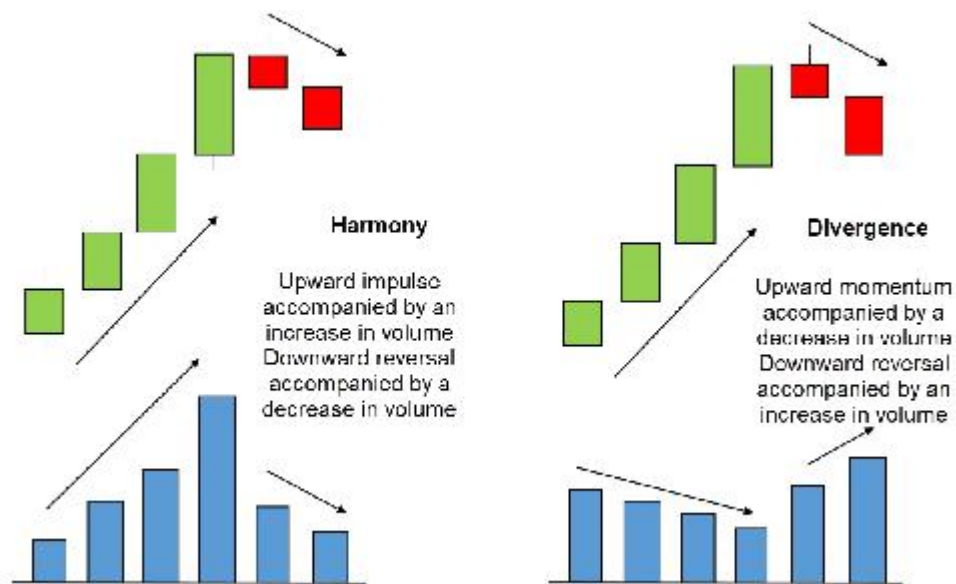 Harmony
Upward impulse
accompanied by an
increase in volume
Downward reversal
accompanied by a
decrease in volume
Divergence
Upward momentum
accompanied by a
decrease in volume
Downward reversal
accompanied by an
increase in volume